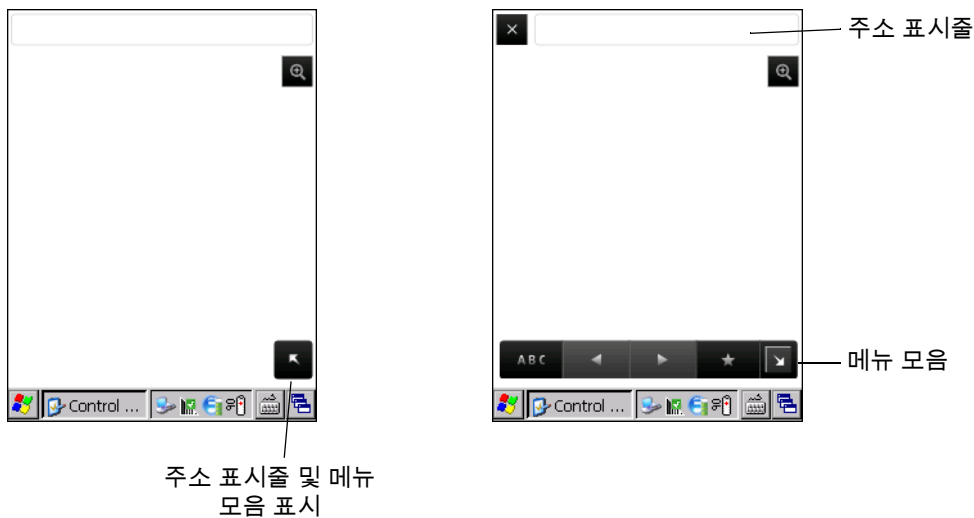 주소 표시줄
ABC
메뉴 모음
Control ...
Control ...
주소 표시줄 및 메뉴
모음 표시